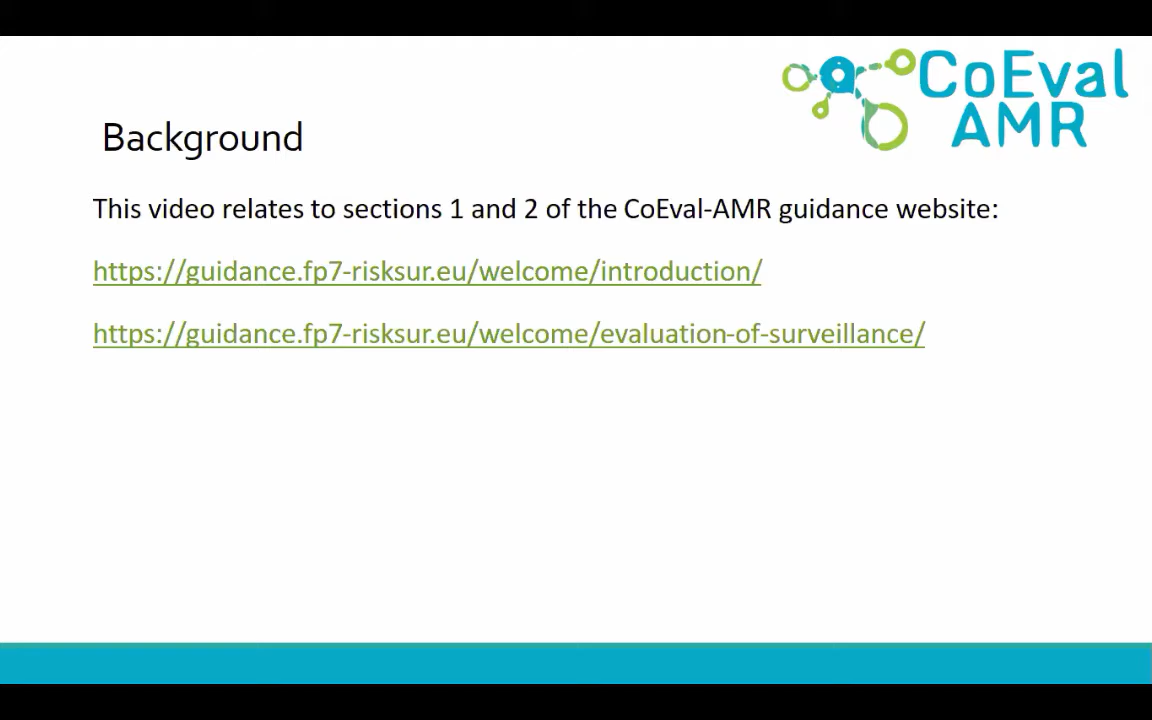 CoEval
AMR
Background
This video relates to sections 1 and 2 of the CoEval-AMR guidance website:
https://guidance.fp7-risksur.eu/welcome/introduction/
https://guidance.fp7-risksur.eu/welcome/evaluation-of-surveillance/